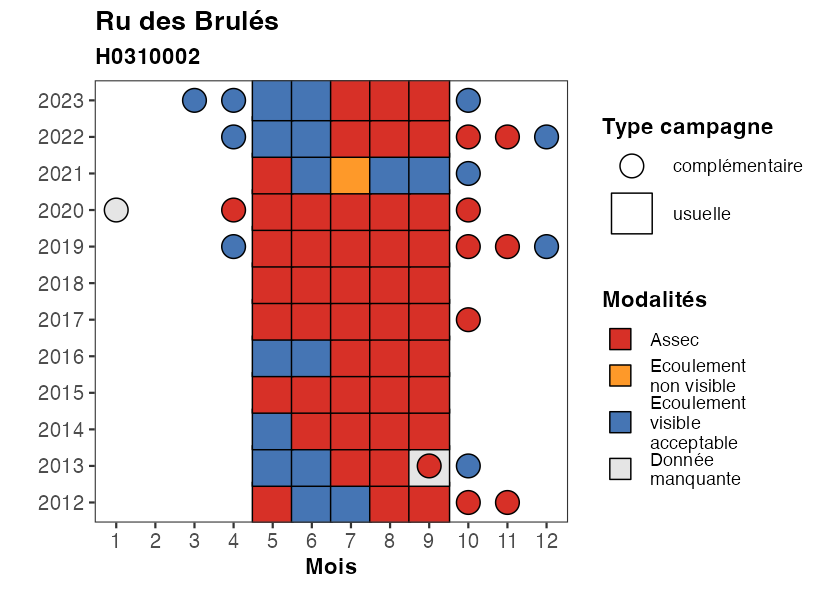 Ru des Brulés
H0310002
2023
2022
2021
2020
2019
2018
2017
2016
2015
2014
2013
2012
1 2 3 4 5 6 7 8 9 10 11 12
Mois
Type campagne
complémentaire
usuelle
Modalités
Assec
Ecoulement
non visible
Ecoulement
visible
acceptable
Donnée
manquante